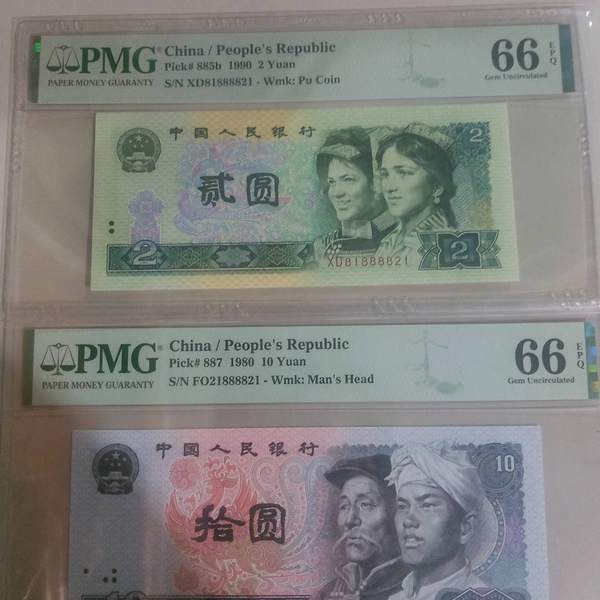 PMG
PAPER MONEY GUARANTY
China / People's Republic
Pick# 885b 1990 2 Yuan
S/N XD81888821 - Wmk: Pu Coin
66 EPQ
Gem Uncirculated
中国人民银行
2
贰圆
XD81888821
2
2
PMG
PAPER MONEY GUARANTY
China / People's Republic
Pick# 887 1980 10 Yuan
S/N FO21888821 - Wmk: Man's Head
66 EPQ
Gem Uncirculated
中国人民银行
10
拾圆